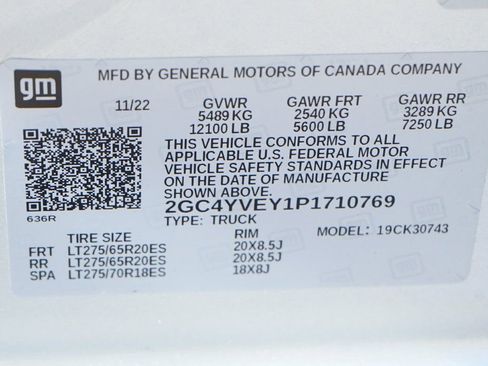 gm
MFD BY GENERAL MOTORS OF CANADA COMPANY
11/22 GVWR GAWR FRT GAWR RR
5489 KG 2540 KG 3289 KG
12100 LB 5600 LB 7250 LB
THIS VEHICLE CONFORMS TO ALL
APPLICABLE U.S. FEDERAL MOTOR
VEHICLE SAFETY STANDARDS IN EFFECT
ON THE DATE OF MANUFACTURE
SHOWN ABOVE.
636R
2GC4YVEY1P1710769
TYPE: TRUCK
TIRE SIZE RIM MODEL: 19CK30743
FRT LT275/65R20ES 20X8.5J
RR LT275/65R20ES 20X8.5J
SPA LT275/70R18ES 18X8J